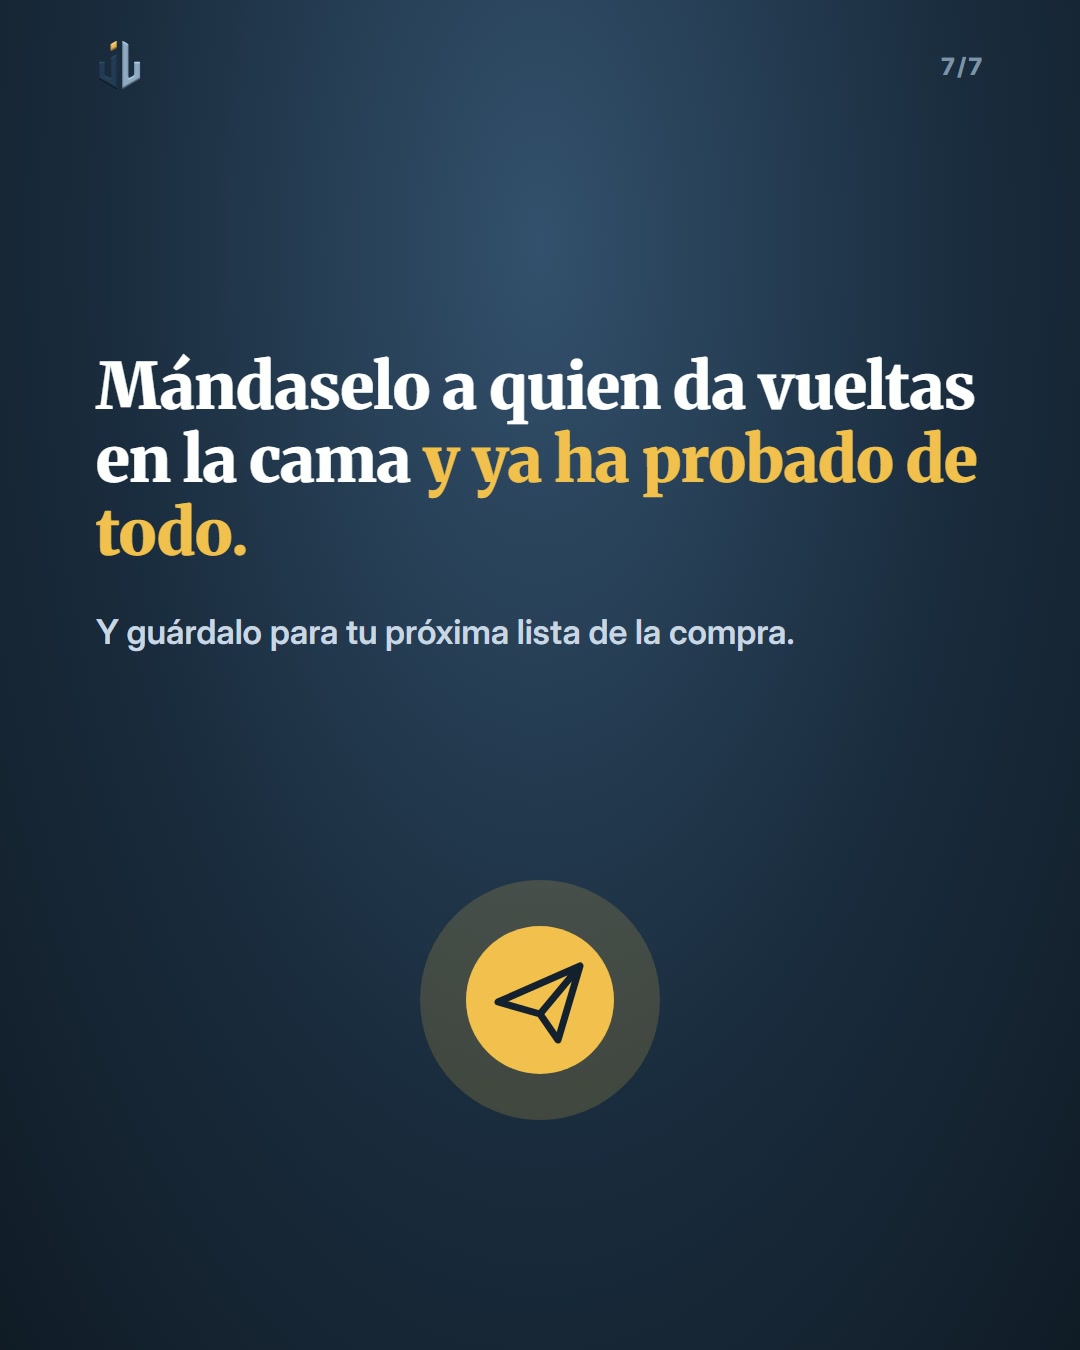 7/7
Mándaselo a quien da vueltas
en la cama y ya ha probado de
todo.
Y guárdalo para tu próxima lista de la compra.